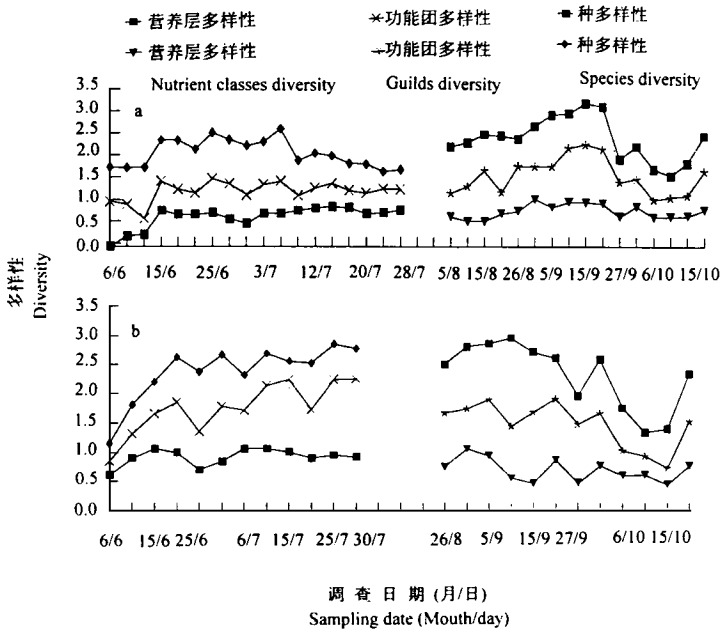 营养层多样性 功能团多样性 种多样性
营养层多样性 功能团多样性 种多样性
Nutrient classes diversity Guilds diversity Species diversity
a
3.5
3.0
2.5
2.0
1.5
1.0
0.5
0.0
6/6 15/6 25/6 3/7 12/7 20/7 28/7 5/8 15/8 26/8 5/9 15/9 27/9 6/10 15/10
多样性
Diversity
b
3.5
3.0
2.5
2.0
1.5
1.0
0.5
0.0
6/6 15/6 25/6 6/7 15/7 25/7 30/7 26/8 5/9 15/9 27/9 6/10 15/10
调查日期 (月/日)
Sampling date (Mouth/day)